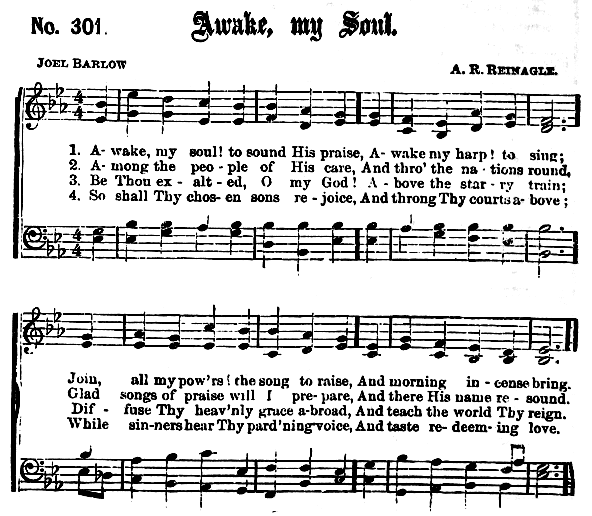 No. 301.
Awake, my Soul.
JOEL BARLOW
A. R. REINAGLE.
1. A- wake, my soul! to sound His praise, A- wake my harp! to sing;
2. A- mong the peo - ple of His care, And thro' the na - tions round,
3. Be Thou ex - alt - ed, O my God! A - bove the star - ry train;
4. So shall Thy chos- en sons re - joice, And throng Thy courts a - bove;
Join, all my pow'rs! the song to raise, And morning in - cense bring.
Glad songs of praise will I pre- pare, And there His name re - sound.
Dif - fuse Thy heav'nly grace a-broad, And teach the world Thy reign.
While sin-ners hear Thy pard'ning voice, And taste re- deem- ing love.